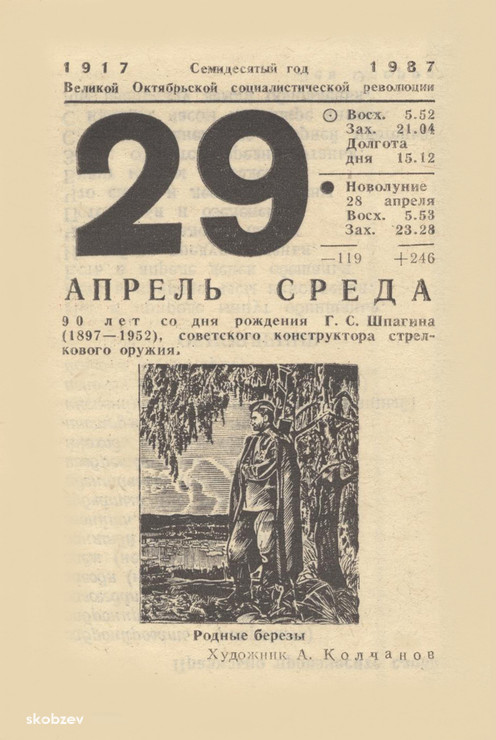 1917 Семидесятый год 1987
Великой Октябрьской социалистической революции
29
Восх. 5.52
Зах. 21.04
Долгота
дня 15.12
Новолуние
28 апреля
Восх. 5.53
Зах. 23.28
—119 +246
АПРЕЛЬ СРЕДА
90 лет со дня рождения Г. С. Шпагина
(1897—1952), советского конструктора стрел-
кового оружия.
Родные березы
Художник А. Колчанов
skobzev